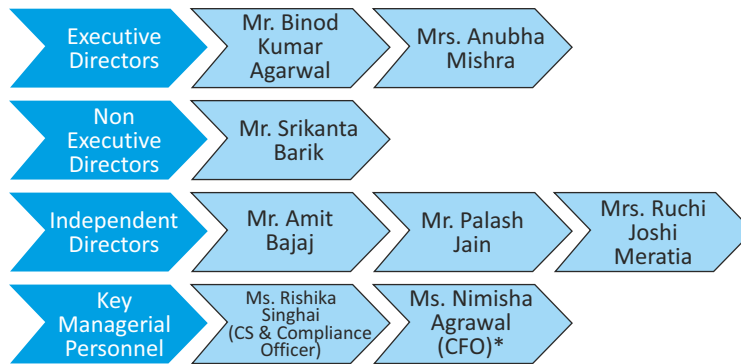 Executive
Directors
Mr. Binod
Kumar
Agarwal
Mrs. Anubha
Mishra
Non
Executive
Directors
Mr. Srikanta
Barik
Independent
Directors
Mr. Amit
Bajaj
Mr. Palash
Jain
Mrs. Ruchi
Joshi
Meratia
Key
Managerial
Personnel
Ms. Rishika
Singhai
(CS & Compliance
Officer)
Ms. Nimisha
Agrawal
(CFO)*